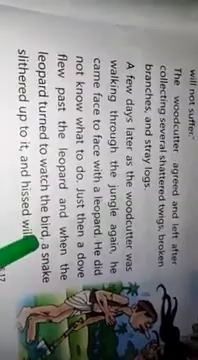 will not suffer."
The woodcutter agreed and left after
collecting several shattered twigs, broken
branches, and stray logs.
A few days later as the woodcutter was
walking through the jungle again, he
came face to face with a leopard. He did
not know what to do. Just then a dove
flew past the leopard and when the
leopard turned to watch the bird, a snake
slithered up to it, and hissed
17